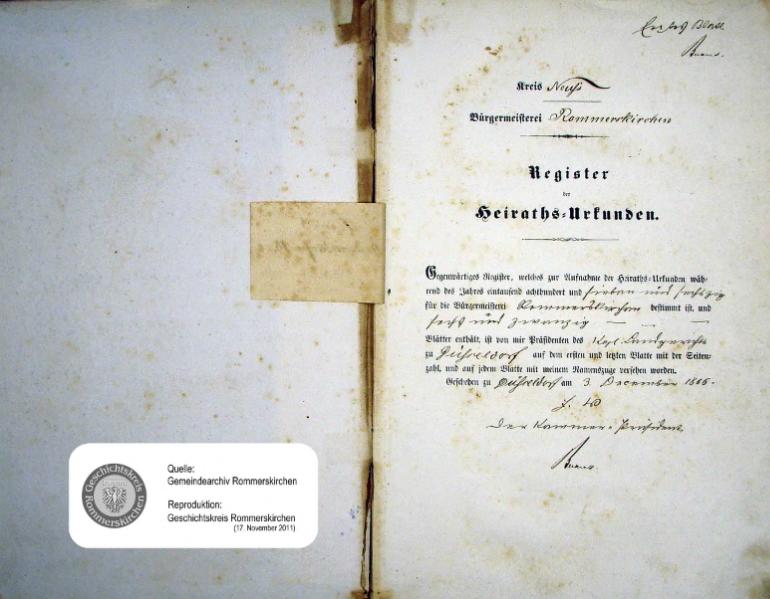 Erstes Blatt
Kreis Neuß
Bürgermeisterei Rommerskirchen
Register
der
Heiraths-Urkunden.
Gegenwärtiges Register, welches zur Aufnahme der Heiraths-Urkunden wäh-
rend des Jahres eintausend achthundert und sieben und sechszig
für die Bürgermeisterei Rommerskirchen bestimmt ist, und
sechs und zwanzig
Blätter enthält, ist von mir Präsidenten des Kgl. Landgerichts
zu Düsseldorf auf dem ersten und letzten Blatte mit der Seiten-
zahl, und auf jedem Blatte mit meinem Namenszuge versehen worden.
Geschehen zu Düsseldorf am 3. December 1866.
Der Kammer-Präsident
Quelle:
Gemeindearchiv Rommerskirchen
Reproduktion:
Geschichtskreis Rommerskirchen
(17. November 2011)
Geschichtskreis
Rommerskirchen